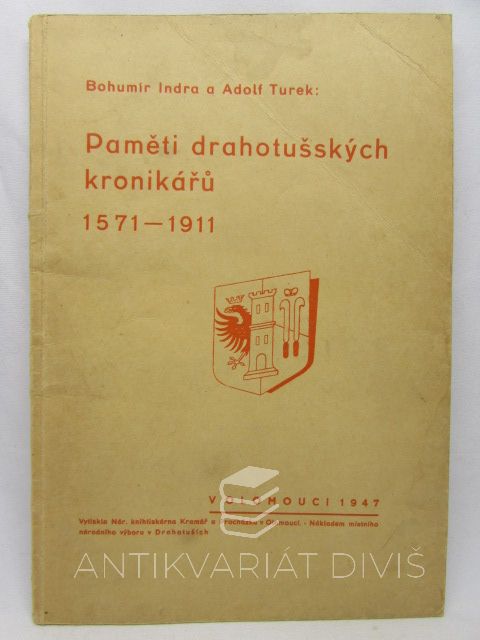 Bohumír Indra a Adolf Turek:
Paměti drahotušských
kronikářů
1571—1911
V OLOMOUCI 1947
Vytiskla Nár. knihtiskárna Kramář a Procházka v Olomouci. - Nákladem místního
národního výboru v Drahotuších
ANTIKVARIÁT DIVIŠ